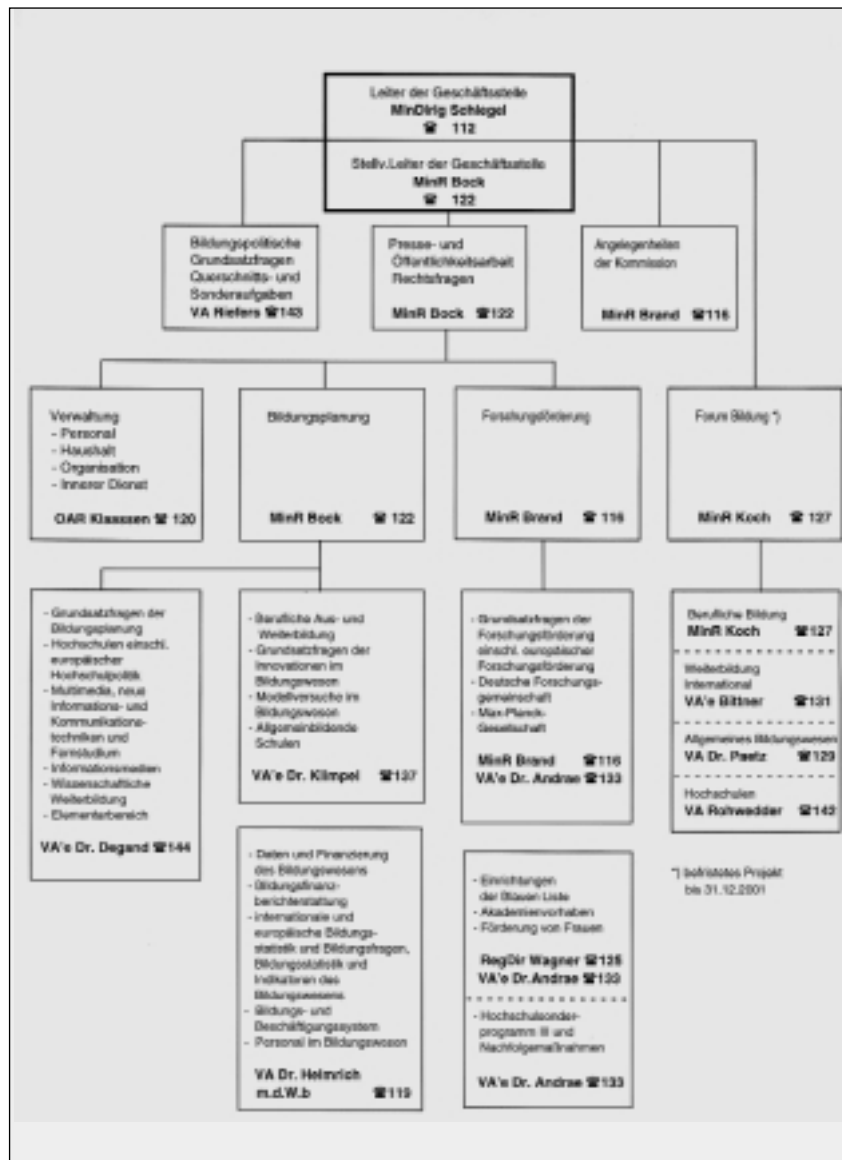 Leiter der Geschäftsstelle
MinDirig Schlegel
☎ 112
Stellv.Leiter der Geschäftsstelle
MinR Bock
☎ 122
Bildungspolitische
Grundsatzfragen
Querschnitts- und
Sonderaufgaben
VA Riefers ☎143
Presse- und
Öffentlichkeitsarbeit
Rechtsfragen
MinR Bock ☎122
Angelegenheiten
der Kommission
MinR Brand ☎116
Verwaltung
- Personal
- Haushalt
- Organisation
- Innerer Dienst
OAR Klaassen ☎ 120
Bildungsplanung
MinR Bock ☎ 122
Forschungsförderung
MinR Brand ☎ 116
Forum Bildung *)
MinR Koch ☎ 127
- Grundsatzfragen der
Bildungsplanung
- Hochschulen einschl.
europäischer
Hochschulpolitik
- Multimedia, neue
Informations- und
Kommunikations-
techniken und
Fernstudium
- Informationsmedien
- Wissenschaftliche
Weiterbildung
- Elementarbereich
VA'e Dr. Degand ☎144
- Berufliche Aus- und
Weiterbildung
- Grundsatzfragen der
Innovationen im
Bildungswesen
- Modellversuche im
Bildungswesen
- Allgemeinbildende
Schulen
VA'e Dr. Klimpel ☎137
- Daten und Finanzierung
des Bildungswesens
- Bildungsfinanz-
berichterstattung
- internationale und
europäische Bildungs-
statistik und Bildungsfragen,
Bildungsstatistik und
Indikatoren des
Bildungswesens
- Bildungs- und
Beschäftigungssystem
- Personal im Bildungswesen
VA Dr. Helmrich
m.d.W.b ☎119
- Grundsatzfragen der
Forschungsförderung
einschl. europäischer
Forschungsförderung
- Deutsche Forschungs-
gemeinschaft
- Max-Planck-
Gesellschaft
MinR Brand ☎116
VA'e Dr. Andrae ☎133
- Einrichtungen
der Blauen Liste
- Akademienvorhaben
- Förderung von Frauen
RegDir Wagner ☎125
VA'e Dr.Andrae ☎133
- Hochschulsonder-
programm III und
Nachfolgemaßnahmen
VA'e Dr. Andrae ☎133
Berufliche Bildung
MinR Koch ☎127
Weiterbildung
International
VA'e Bittner ☎131
Allgemeines Bildungswesen
VA Dr. Paetz ☎129
Hochschulen
VA Rohwedder ☎142
*) befristetes Projekt
bis 31.12.2001